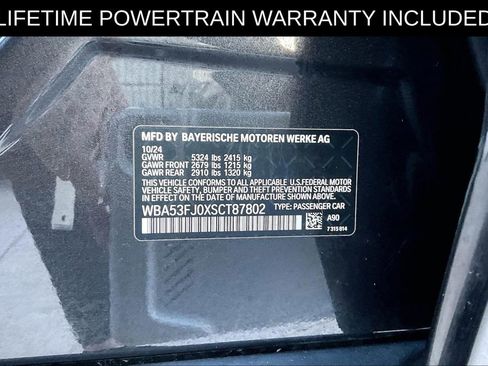 LIFETIME POWERTRAIN WARRANTY INCLUDED
MFD BY BAYERISCHE MOTOREN WERKE AG
10/24
GVWR 5324 lbs 2415 kg
GAWR FRONT 2679 lbs 1215 kg
GAWR REAR 2910 lbs 1320 kg
THIS VEHICLE CONFORMS TO ALL APPLICABLE
U.S. FEDERAL MOTOR VEHICLE SAFETY,
BUMPER, AND THEFT PREVENTION STANDARDS
IN EFFECT ON THE DATE OF MANUFACTURE
SHOWN ABOVE.
WBA53FJ0XSCT87802 TYPE: PASSENGER CAR
A90
7 315 614